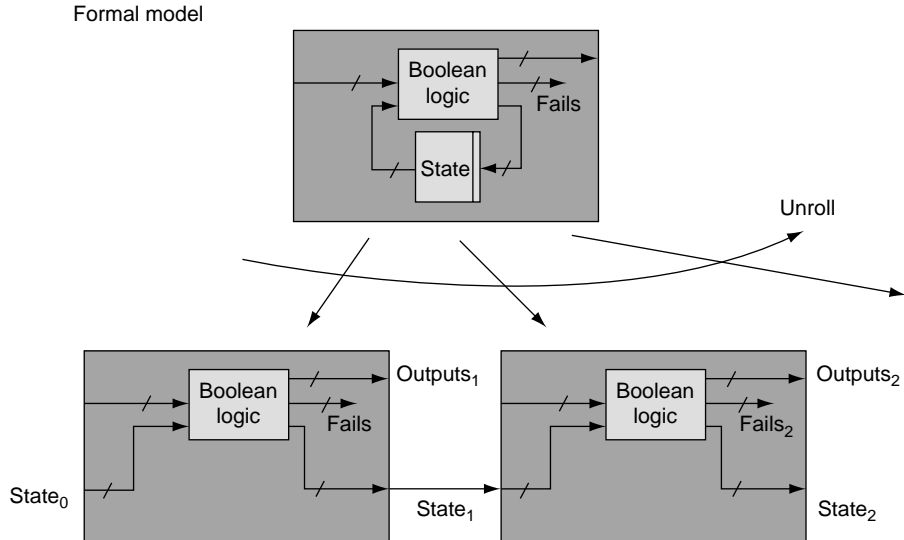 Formal model
Boolean
logic
Fails
State
Unroll
Boolean
logic
Outputs₁
Fails
State₀
State₁
Boolean
logic
Outputs₂
Fails₂
State₂